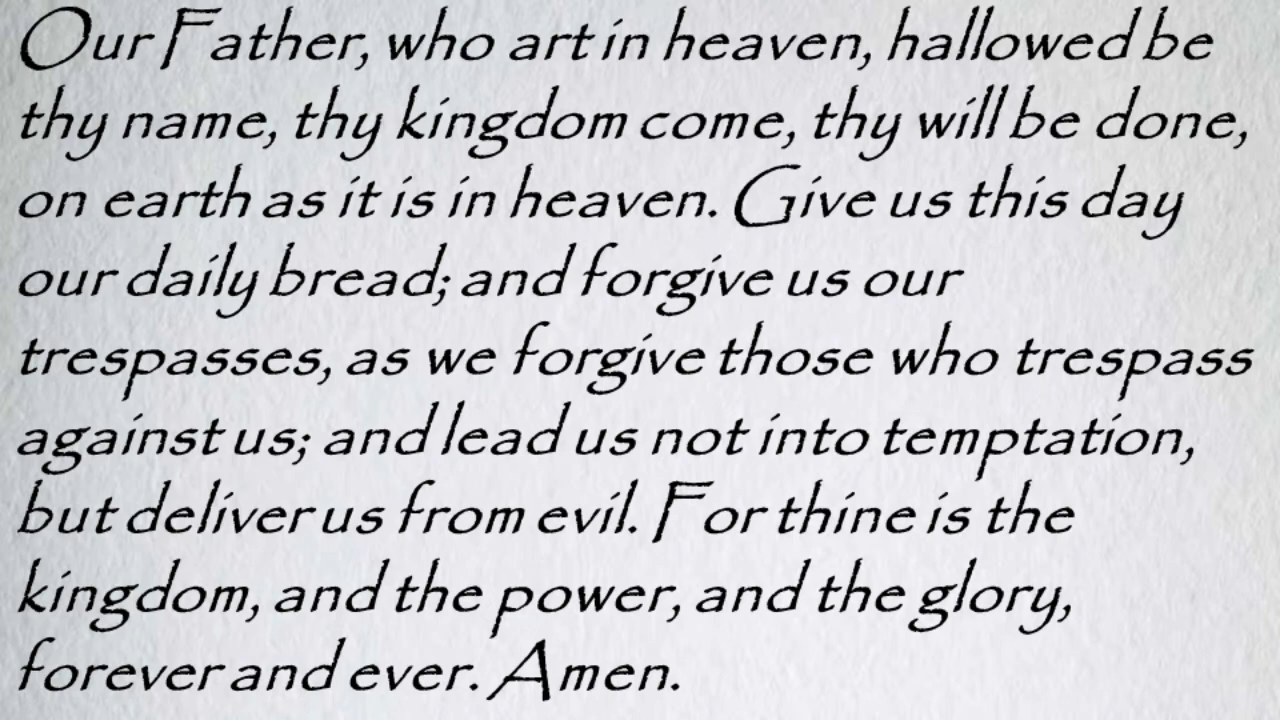 Our Father, who art in heaven, hallowed be
thy name, thy kingdom come, thy will be done,
on earth as it is in heaven. Give us this day
our daily bread; and forgive us our
trespasses, as we forgive those who trespass
against us; and lead us not into temptation,
but deliver us from evil. For thine is the
kingdom, and the power, and the glory,
forever and ever. Amen.